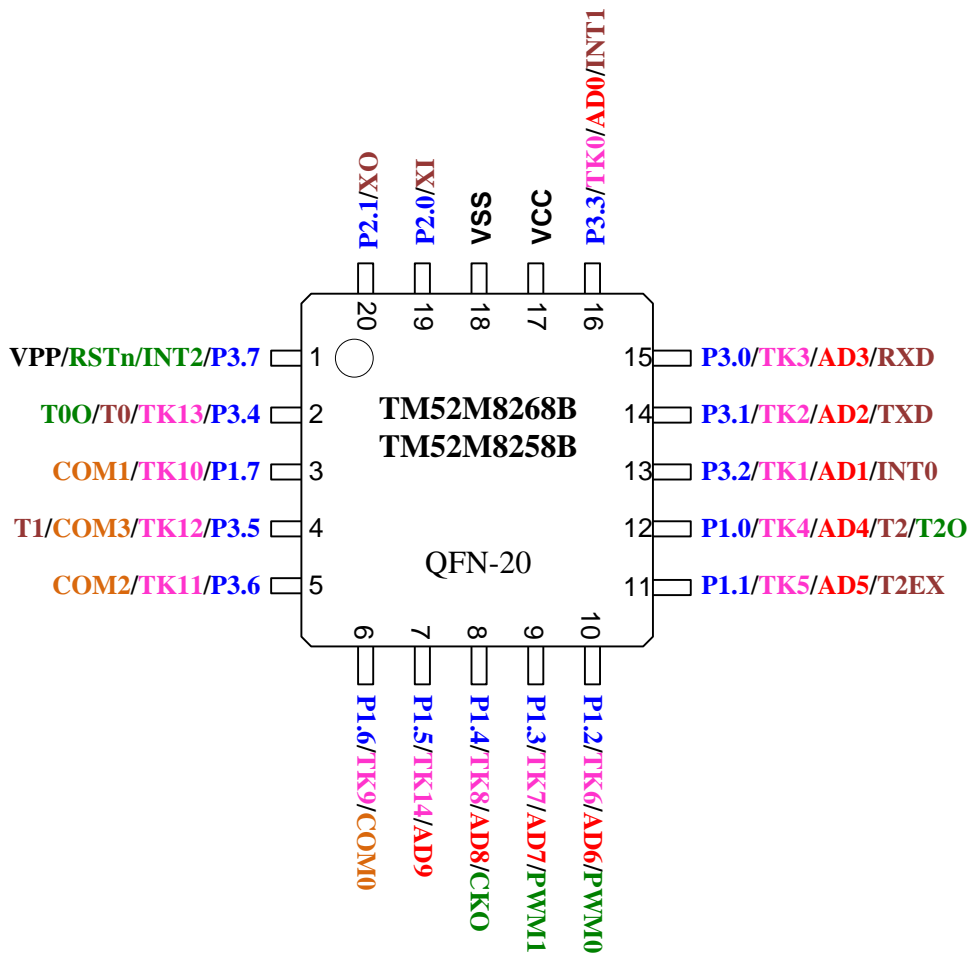 P2.1/XO
P2.0/XI
VSS
VCC
P3.3/TK0/AD0/INT1
20
19
18
17
16
VPP/RSTn/INT2/P3.7
1
T0O/T0/TK13/P3.4
2
COM1/TK10/P1.7
3
T1/COM3/TK12/P3.5
4
COM2/TK11/P3.6
5
TM52M8268B
TM52M8258B
QFN-20
15
P3.0/TK3/AD3/RXD
14
P3.1/TK2/AD2/TXD
13
P3.2/TK1/AD1/INT0
12
P1.0/TK4/AD4/T2/T2O
11
P1.1/TK5/AD5/T2EX
6
7
8
9
10
P1.6/TK9/COM0
P1.5/TK14/AD9
P1.4/TK8/AD8/CKO
P1.3/TK7/AD7/PWM1
P1.2/TK6/AD6/PWM0